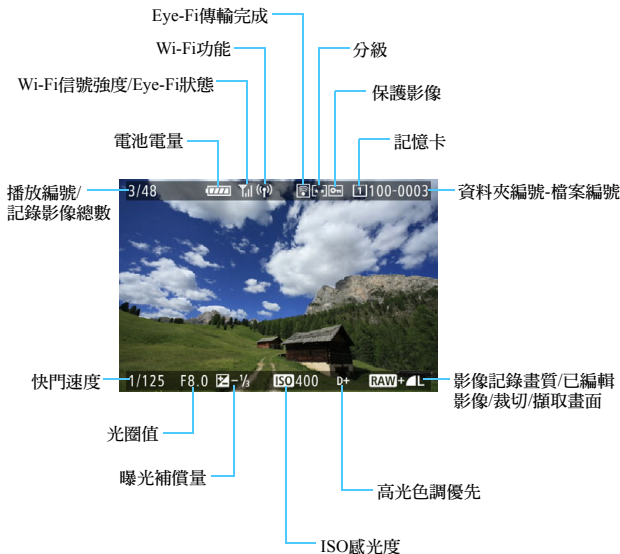 Eye-Fi傳輸完成
Wi-Fi功能
分級
Wi-Fi信號強度/Eye-Fi狀態
保護影像
電池電量
記憶卡
播放編號/
記錄影像總數
3/48
1 100-0003
資料夾編號-檔案編號
快門速度
1/125 F8.0 -⅓ ISO 400 D+ RAW+L
影像記錄畫質/已編輯
影像/裁切/擷取畫面
光圈值
曝光補償量
高光色調優先
ISO感光度